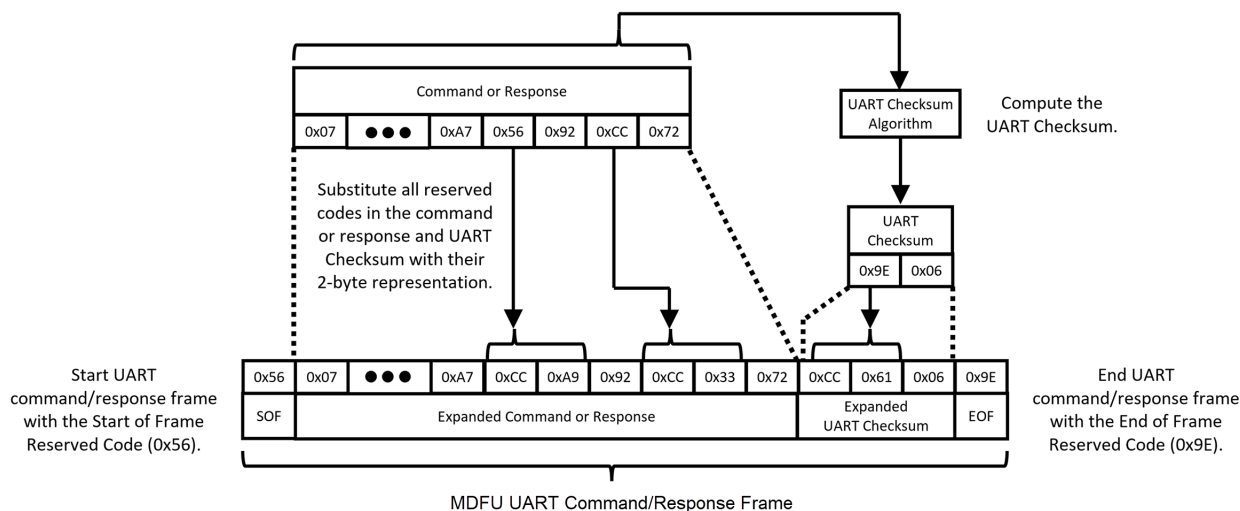 Command or Response
0x07 ●●● 0xA7 0x56 0x92 0xCC 0x72
UART Checksum
Algorithm
Compute the
UART Checksum.
Substitute all reserved
codes in the command
or response and UART
Checksum with their
2-byte representation.
UART
Checksum
0x9E 0x06
Start UART
command/response frame
with the Start of Frame
Reserved Code (0x56).
0x56 0x07 ●●● 0xA7 0xCC 0xA9 0x92 0xCC 0x33 0x72 0xCC 0x61 0x06 0x9E
SOF
Expanded Command or Response
Expanded
UART Checksum
EOF
End UART
command/response frame
with the End of Frame
Reserved Code (0x9E).
MDFU UART Command/Response Frame